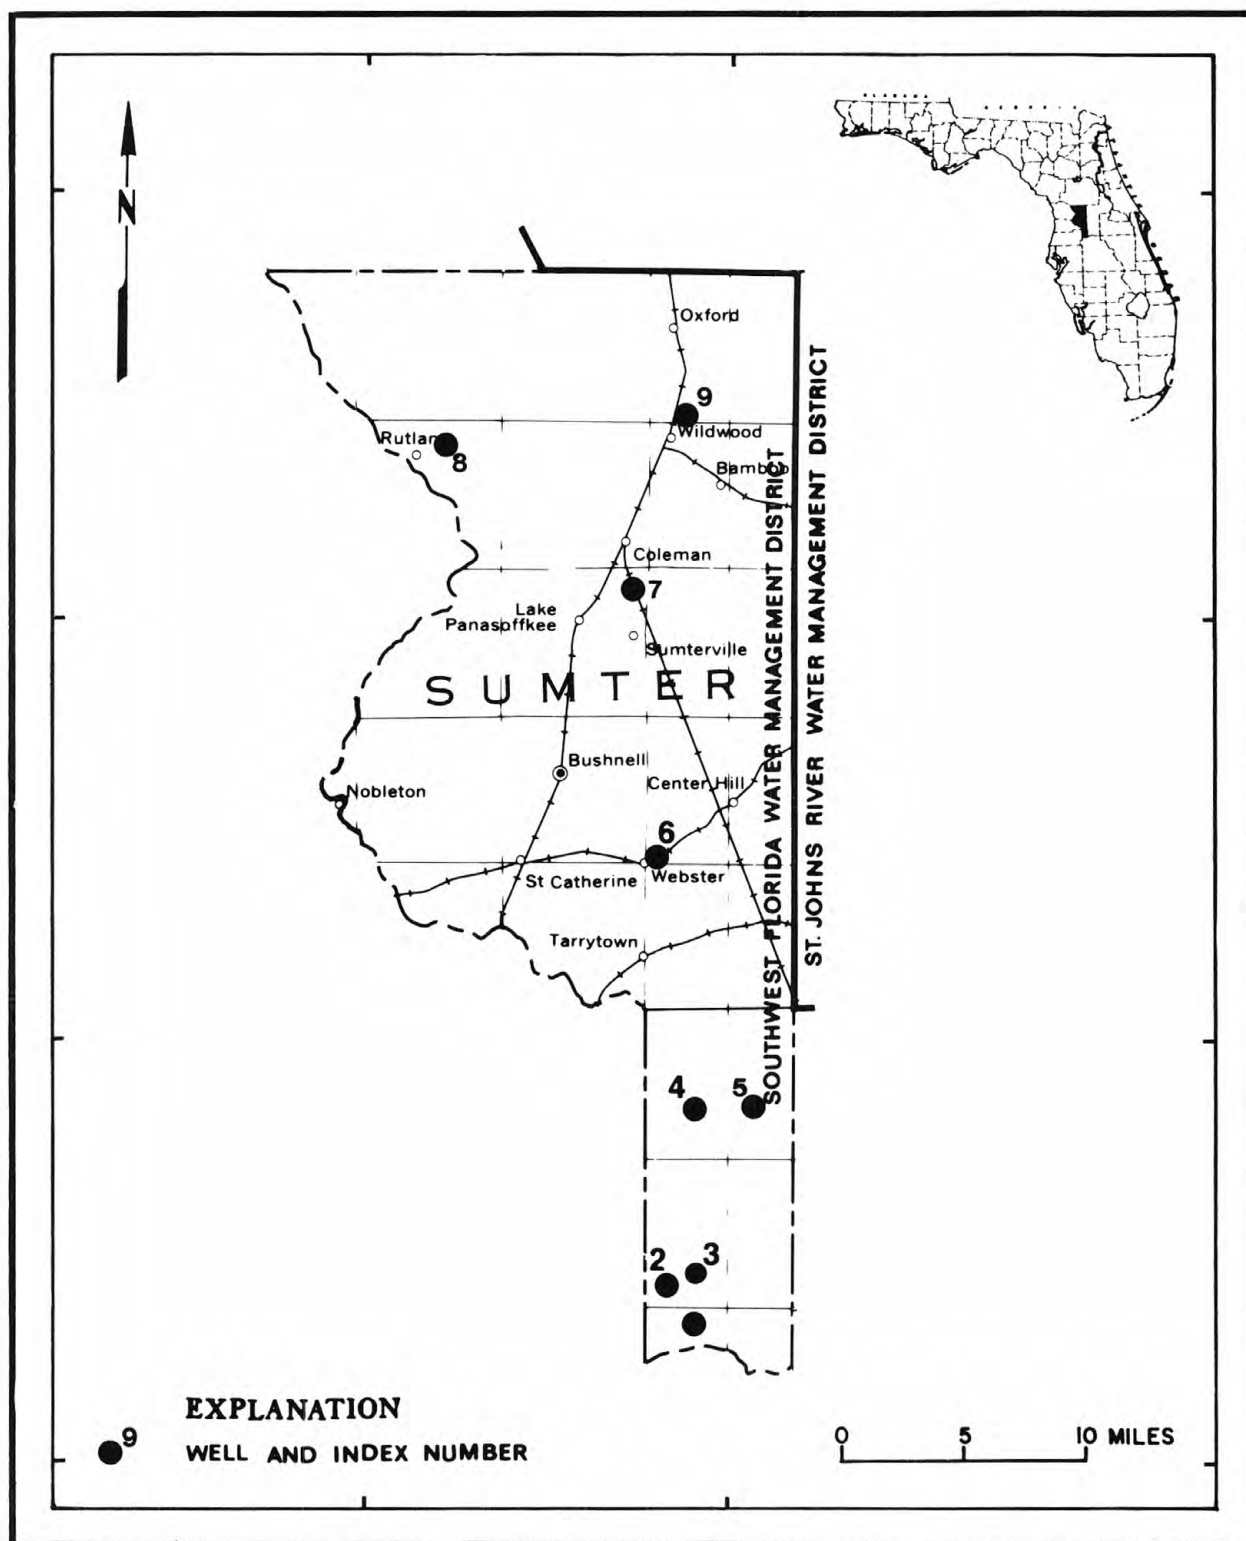 N
Oxford
9
Wildwood
Rutlan
8
Bamboo
Coleman
7
Lake
Panasoffkee
Sumterville
SUMTER
Bushnell
Center Hill
Nobleton
6
St Catherine
Webster
Tarrytown
SOUTHWEST FLORIDA WATER MANAGEMENT DISTRICT
ST. JOHNS RIVER WATER MANAGEMENT DISTRICT
4
5
2
3
EXPLANATION
9
WELL AND INDEX NUMBER
0 5 10 MILES